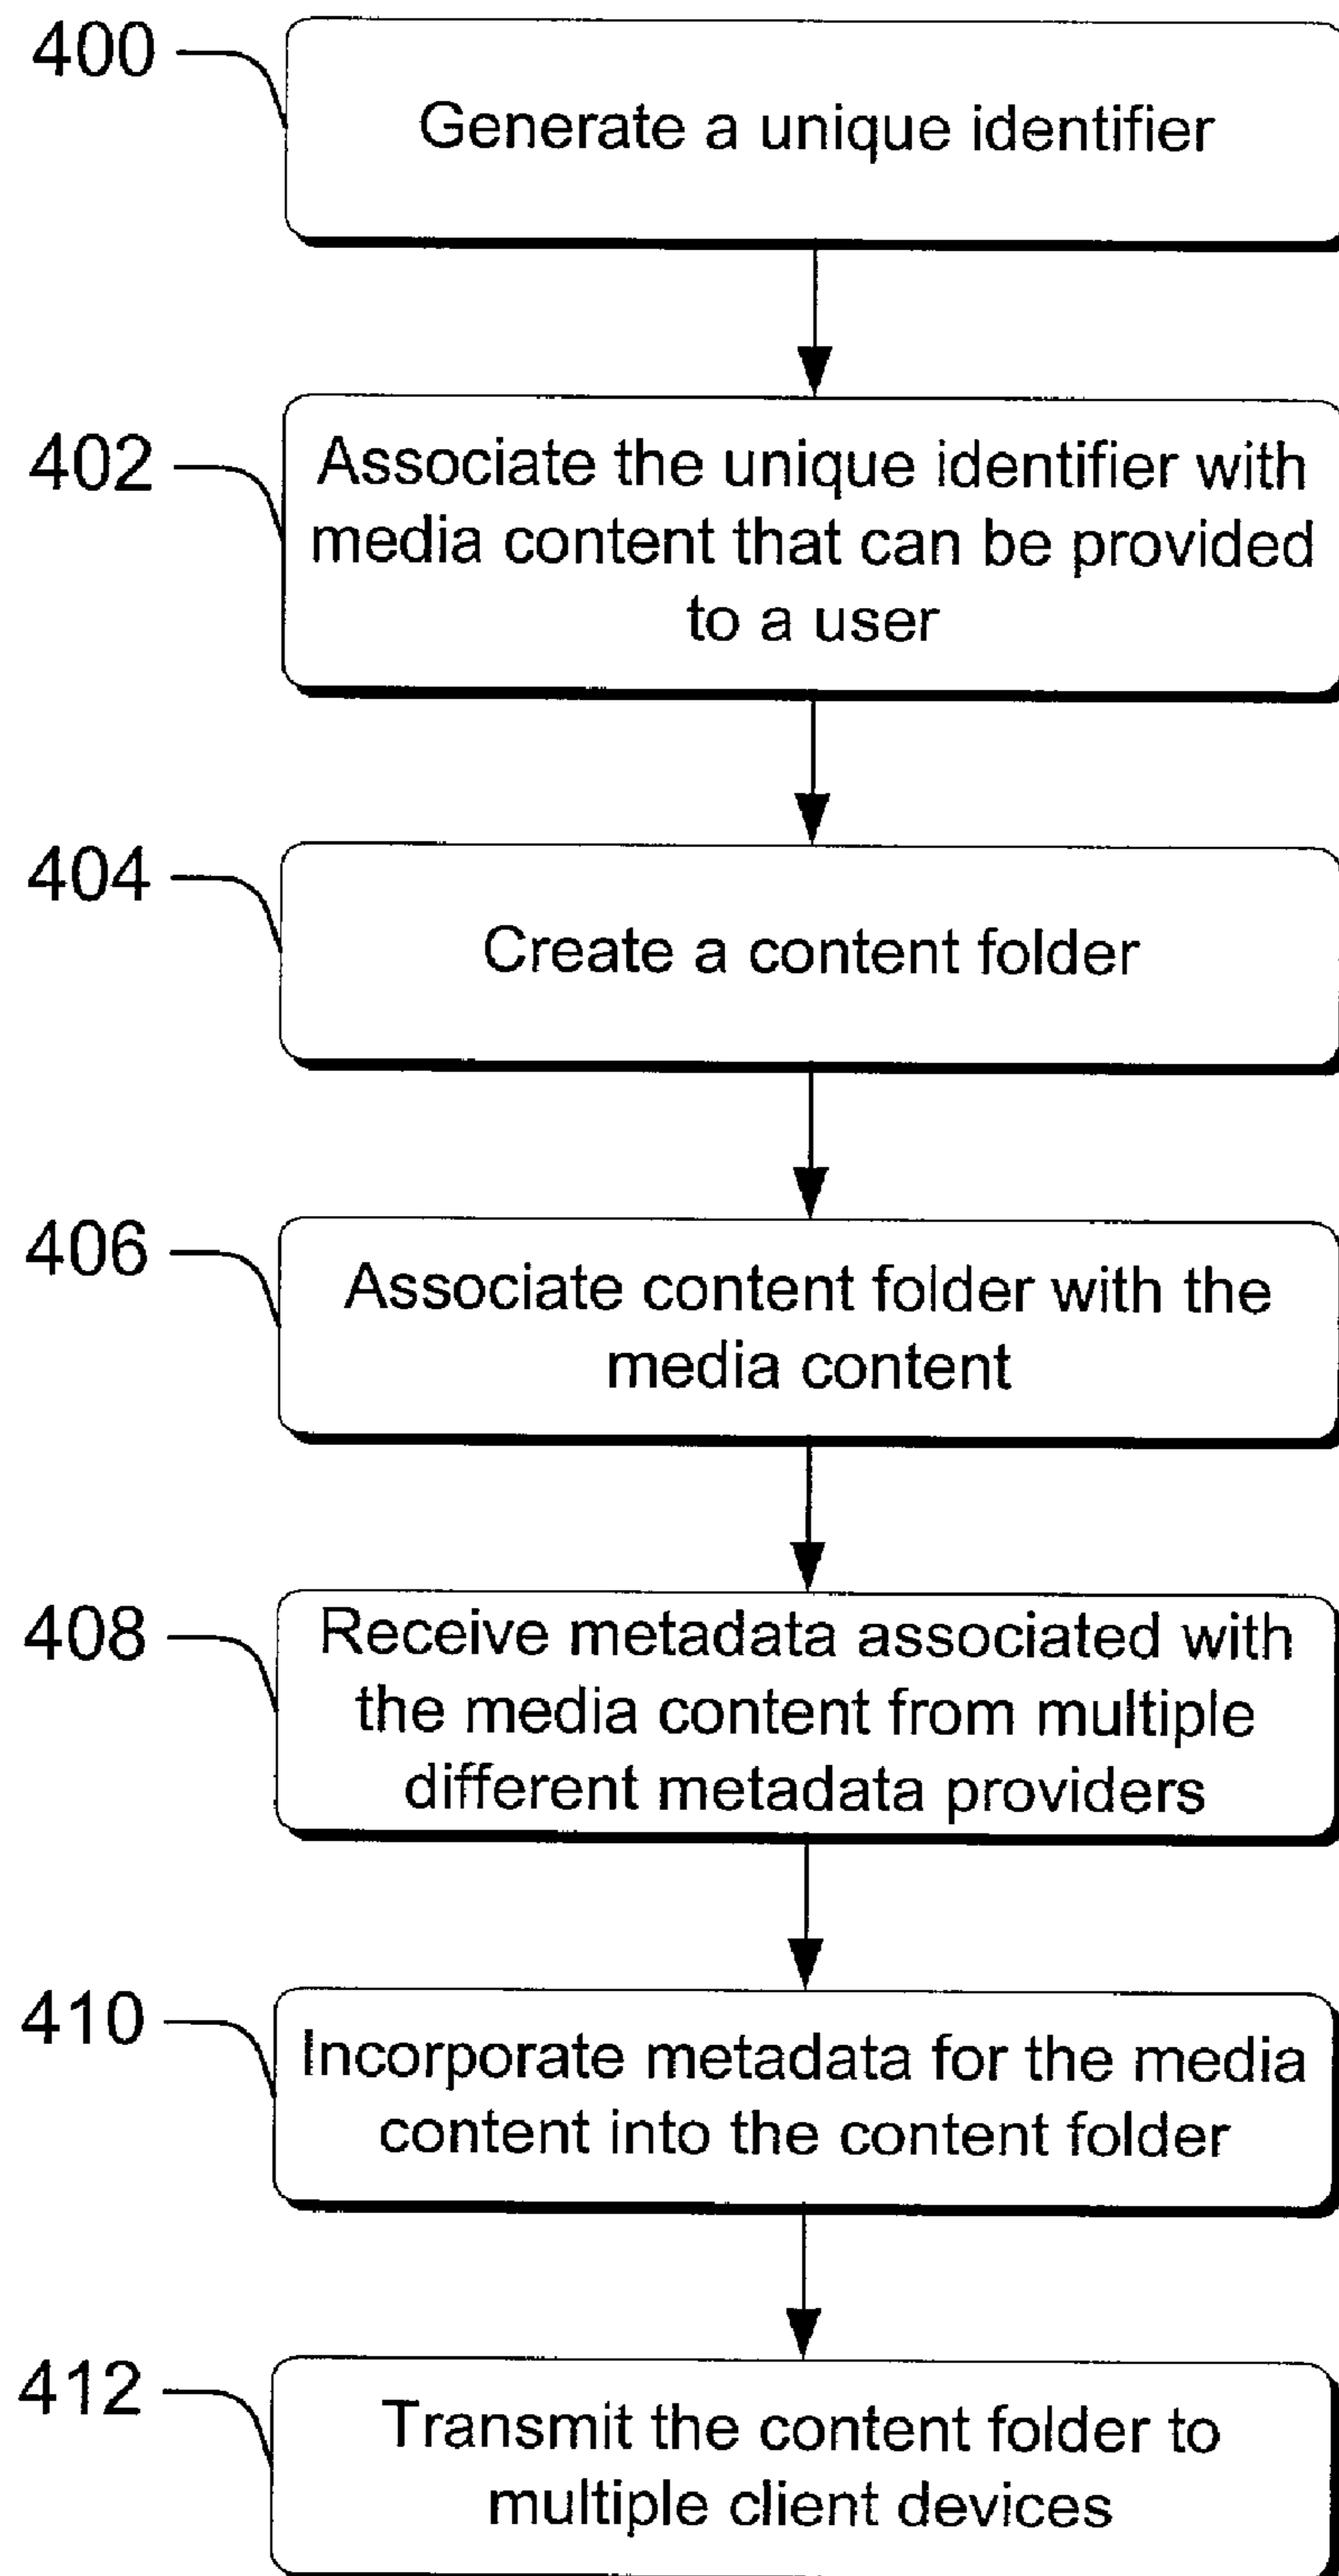 400
Generate a unique identifier
402
Associate the unique identifier with
media content that can be provided
to a user
404
Create a content folder
406
Associate content folder with the
media content
408
Receive metadata associated with
the media content from multiple
different metadata providers
410
Incorporate metadata for the media
content into the content folder
412
Transmit the content folder to
multiple client devices